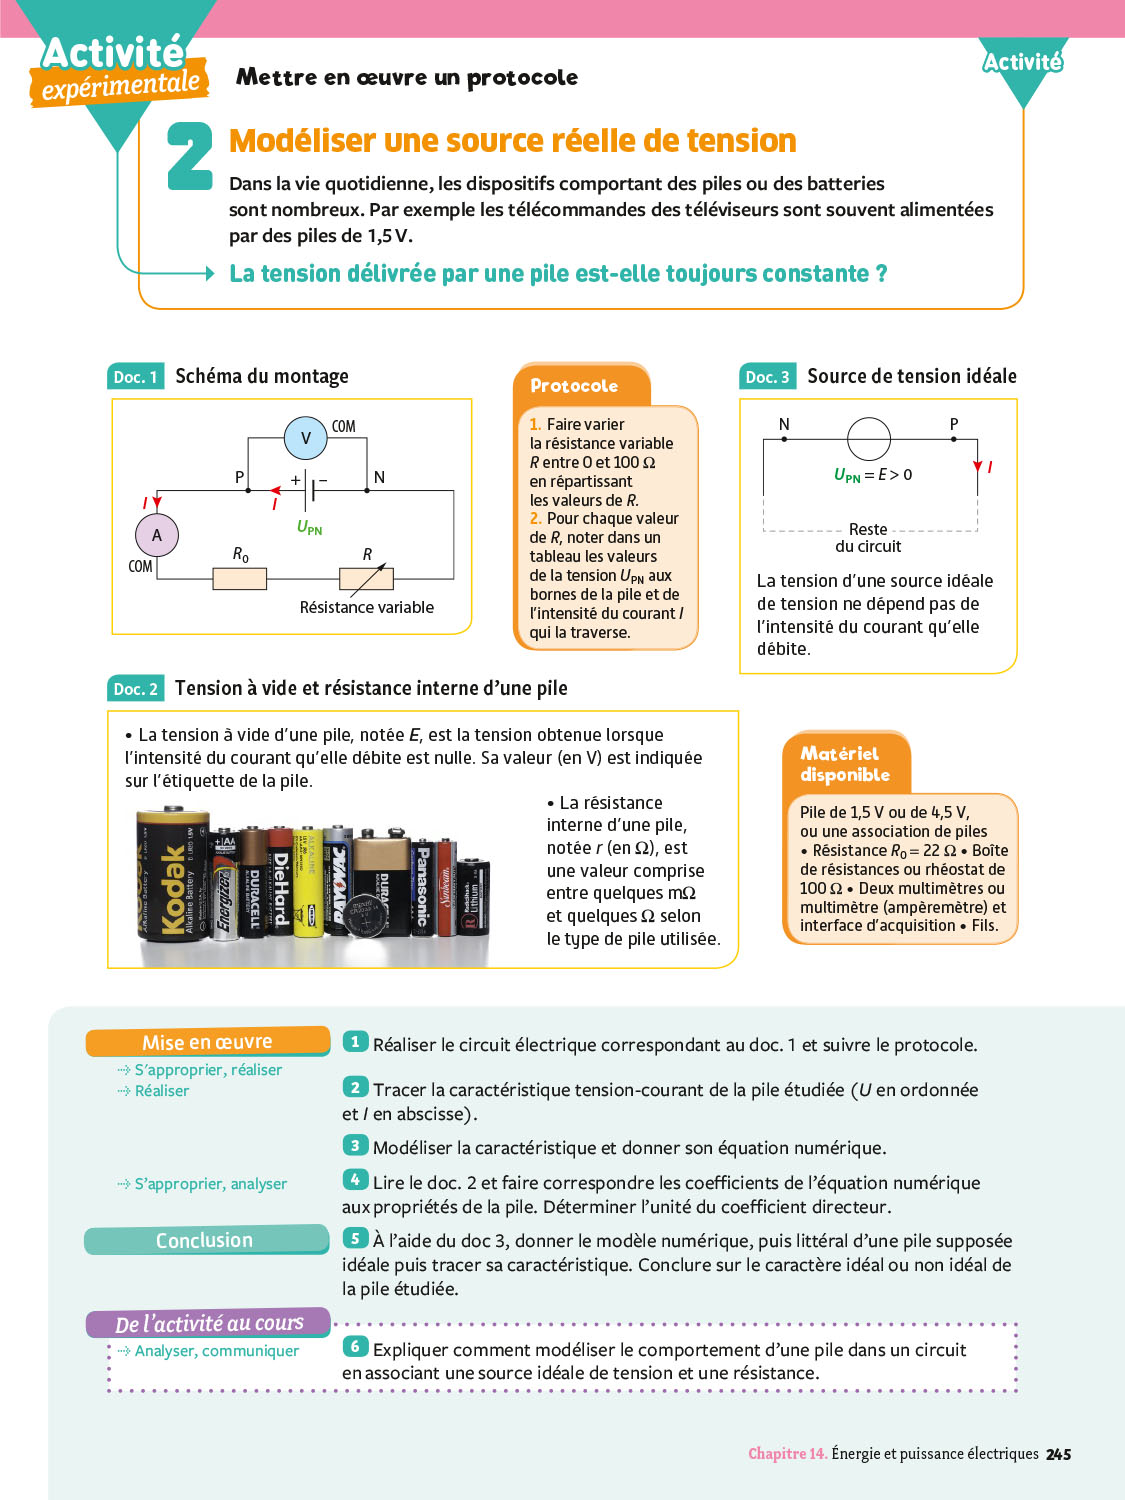 Activité
expérimentale
Mettre en œuvre un protocole
Activité
2 Modéliser une source réelle de tension
Dans la vie quotidienne, les dispositifs comportant des piles ou des batteries
sont nombreux. Par exemple les télécommandes des téléviseurs sont souvent alimentées
par des piles de 1,5 V.
La tension délivrée par une pile est-elle toujours constante ?
Doc. 1 Schéma du montage
V
COM
P
+
–
N
I
I
U_PN
A
COM
R₀
R
Résistance variable
Protocole
1. Faire varier
la résistance variable
R entre 0 et 100 Ω
en répartissant
les valeurs de R.
2. Pour chaque valeur
de R, noter dans un
tableau les valeurs
de la tension U_PN aux
bornes de la pile et de
l'intensité du courant I
qui la traverse.
Doc. 3 Source de tension idéale
N
P
I
U_PN = E > 0
Reste
du circuit
La tension d'une source idéale
de tension ne dépend pas de
l'intensité du courant qu'elle
débite.
Doc. 2 Tension à vide et résistance interne d'une pile
• La tension à vide d'une pile, notée E, est la tension obtenue lorsque
l'intensité du courant qu'elle débite est nulle. Sa valeur (en V) est indiquée
sur l'étiquette de la pile.
Kodak
+AA
Energizer
DURACELL
DieHard
ALKALINE
RAYOVAC
DURA
Panasonic
Lithium
• La résistance
interne d'une pile,
notée r (en Ω), est
une valeur comprise
entre quelques mΩ
et quelques Ω selon
le type de pile utilisée.
Matériel
disponible
Pile de 1,5 V ou de 4,5 V,
ou une association de piles
• Résistance R₀ = 22 Ω • Boîte
de résistances ou rhéostat de
100 Ω • Deux multimètres ou
multimètre (ampèremètre) et
interface d'acquisition • Fils.
Mise en œuvre
S'approprier, réaliser
Réaliser
1 Réaliser le circuit électrique correspondant au doc. 1 et suivre le protocole.
2 Tracer la caractéristique tension-courant de la pile étudiée (U en ordonnée
et I en abscisse).
3 Modéliser la caractéristique et donner son équation numérique.
S'approprier, analyser
4 Lire le doc. 2 et faire correspondre les coefficients de l'équation numérique
aux propriétés de la pile. Déterminer l'unité du coefficient directeur.
Conclusion
5 À l'aide du doc 3, donner le modèle numérique, puis littéral d'une pile supposée
idéale puis tracer sa caractéristique. Conclure sur le caractère idéal ou non idéal de
la pile étudiée.
De l'activité au cours
Analyser, communiquer
6 Expliquer comment modéliser le comportement d'une pile dans un circuit
en associant une source idéale de tension et une résistance.
Chapitre 14. Énergie et puissance électriques 245